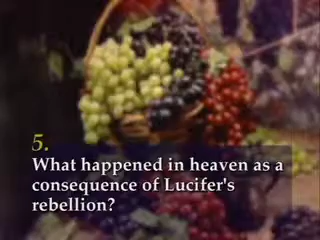 5.
What happened in heaven as a
consequence of Lucifer's
rebellion?